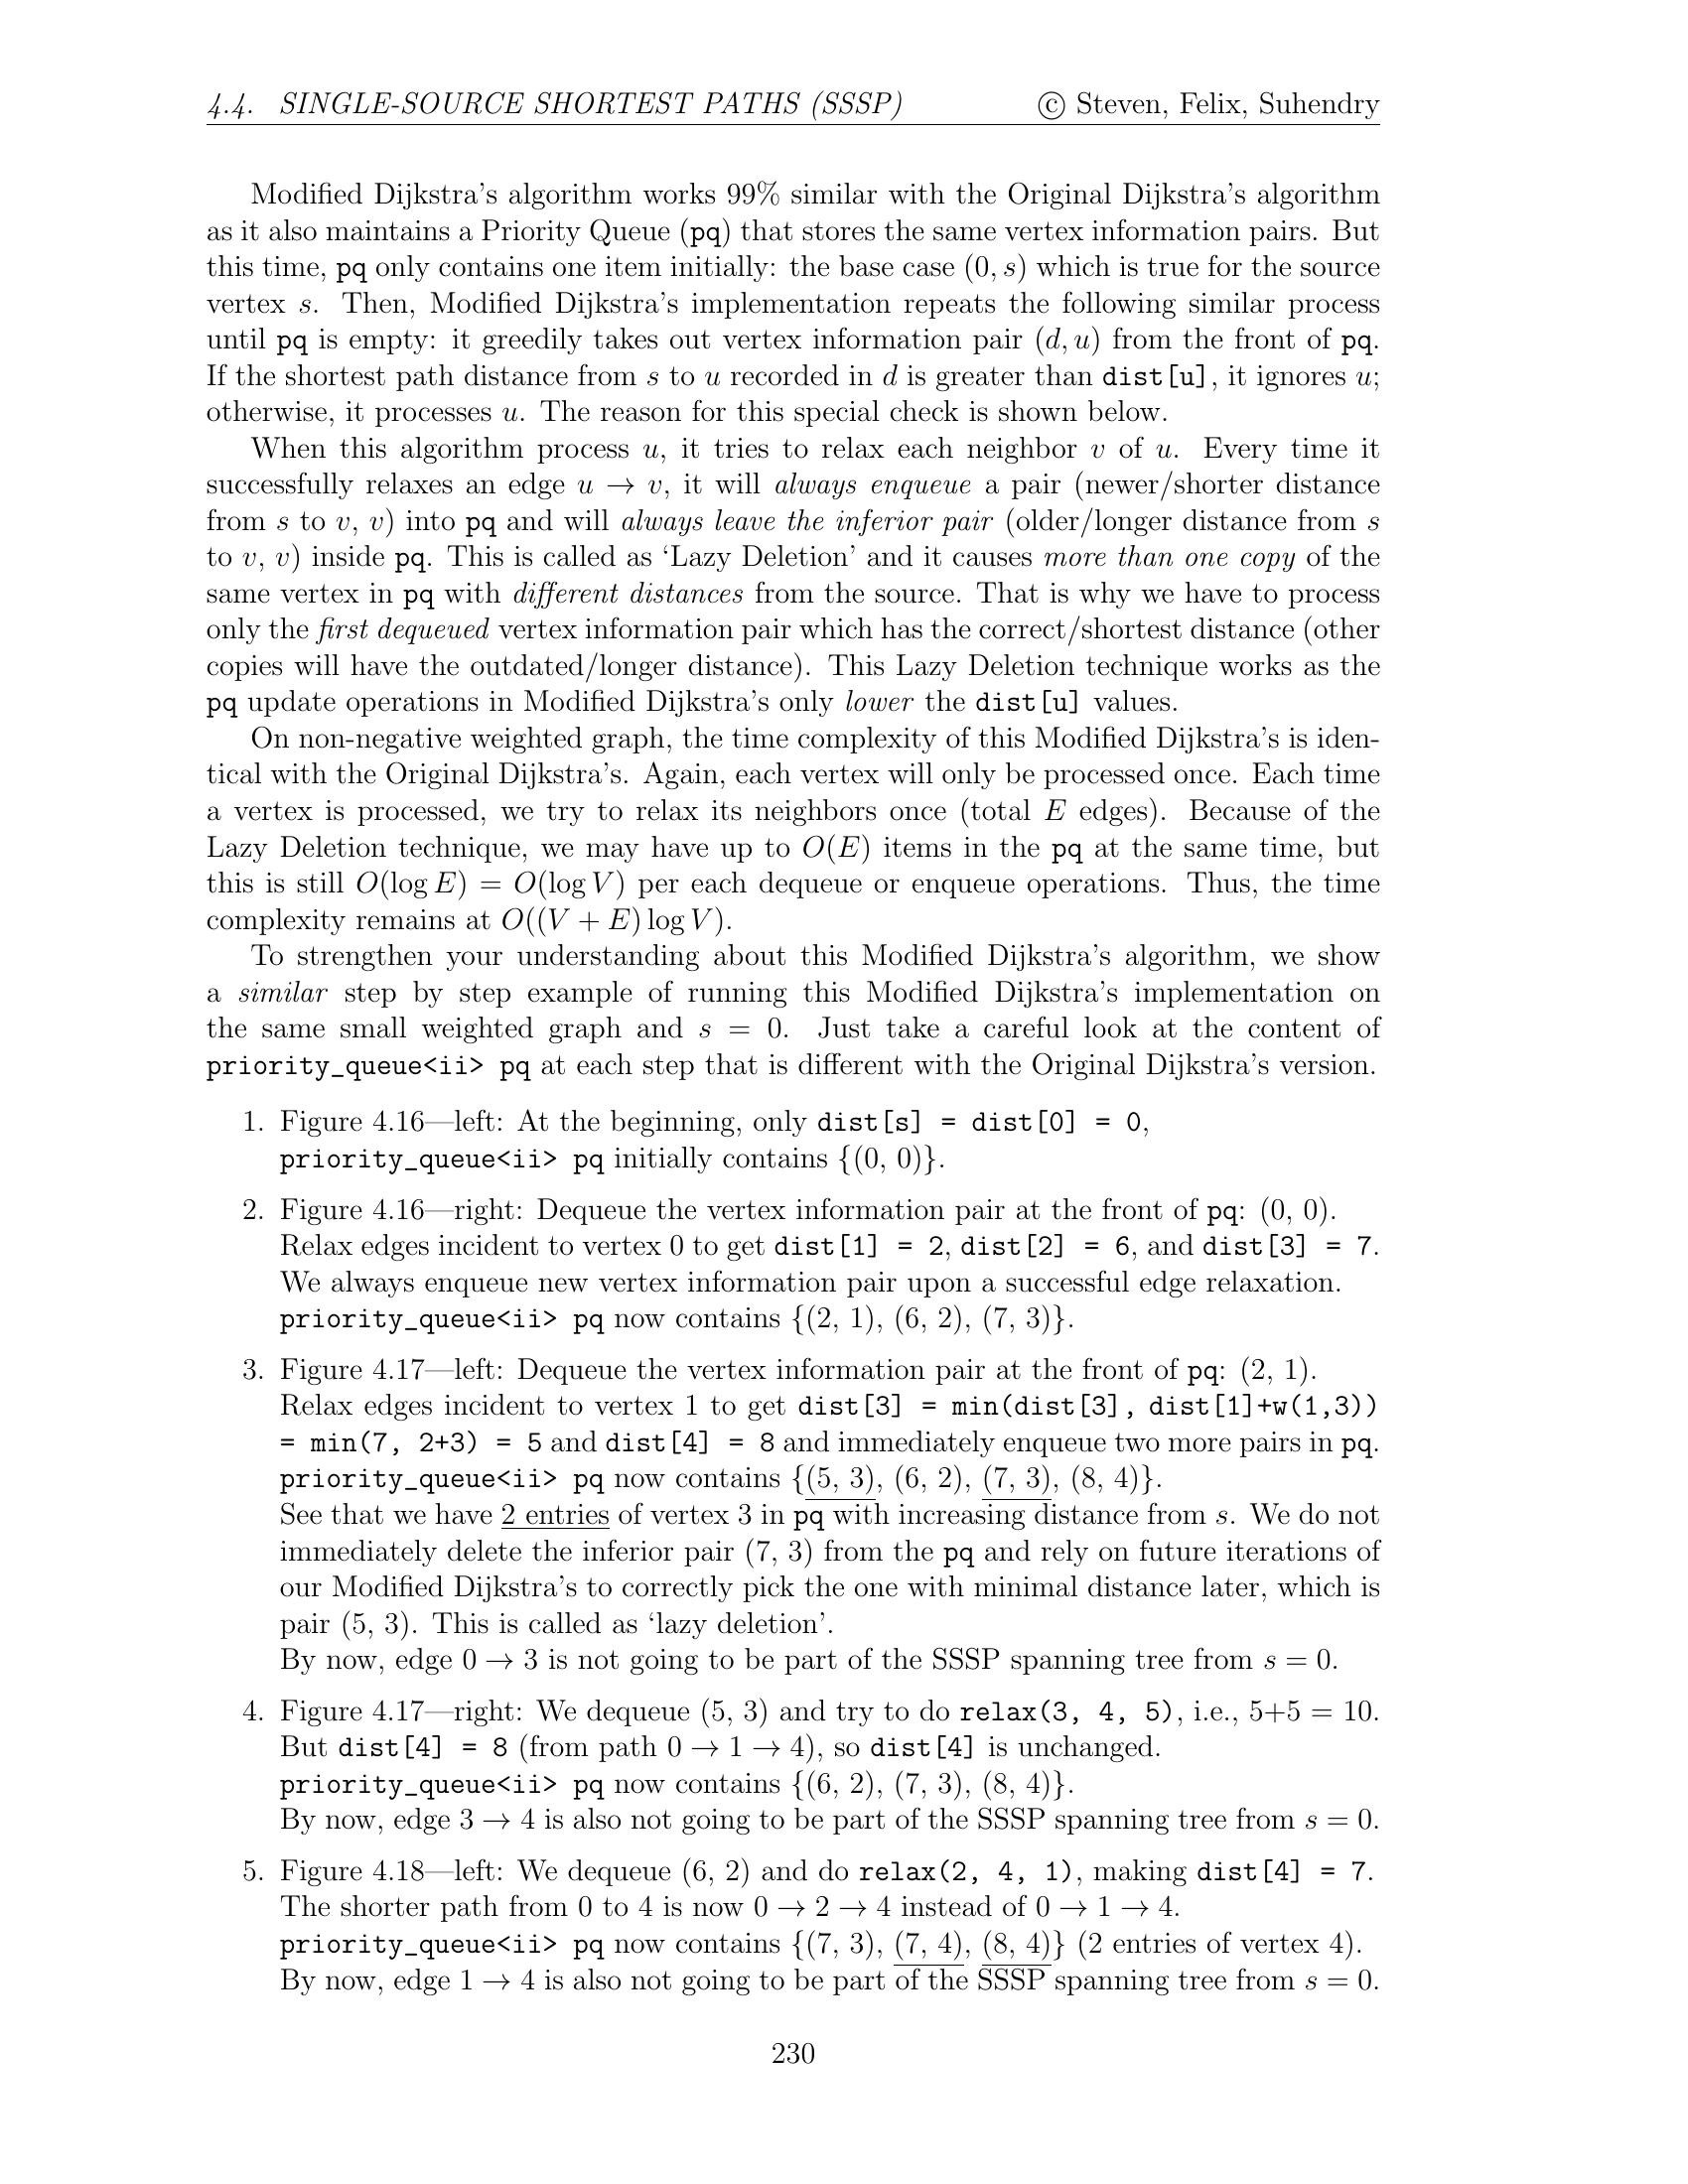 4.4. SINGLE-SOURCE SHORTEST PATHS (SSSP) © Steven, Felix, Suhendry
Modified Dijkstra's algorithm works 99% similar with the Original Dijkstra's algorithm
as it also maintains a Priority Queue (pq) that stores the same vertex information pairs. But
this time, pq only contains one item initially: the base case (0, s) which is true for the source
vertex s. Then, Modified Dijkstra's implementation repeats the following similar process
until pq is empty: it greedily takes out vertex information pair (d, u) from the front of pq.
If the shortest path distance from s to u recorded in d is greater than dist[u], it ignores u;
otherwise, it processes u. The reason for this special check is shown below.
When this algorithm process u, it tries to relax each neighbor v of u. Every time it
successfully relaxes an edge u → v, it will always enqueue a pair (newer/shorter distance
from s to v, v) into pq and will always leave the inferior pair (older/longer distance from s
to v, v) inside pq. This is called as ‘Lazy Deletion’ and it causes more than one copy of the
same vertex in pq with different distances from the source. That is why we have to process
only the first dequeued vertex information pair which has the correct/shortest distance (other
copies will have the outdated/longer distance). This Lazy Deletion technique works as the
pq update operations in Modified Dijkstra's only lower the dist[u] values.
On non-negative weighted graph, the time complexity of this Modified Dijkstra's is iden-
tical with the Original Dijkstra's. Again, each vertex will only be processed once. Each time
a vertex is processed, we try to relax its neighbors once (total E edges). Because of the
Lazy Deletion technique, we may have up to O(E) items in the pq at the same time, but
this is still O(log E) = O(log V) per each dequeue or enqueue operations. Thus, the time
complexity remains at O((V + E) log V).
To strengthen your understanding about this Modified Dijkstra's algorithm, we show
a similar step by step example of running this Modified Dijkstra's implementation on
the same small weighted graph and s = 0. Just take a careful look at the content of
priority_queue<ii> pq at each step that is different with the Original Dijkstra's version.
1. Figure 4.16—left: At the beginning, only dist[s] = dist[0] = 0,
priority_queue<ii> pq initially contains {(0, 0)}.
2. Figure 4.16—right: Dequeue the vertex information pair at the front of pq: (0, 0).
Relax edges incident to vertex 0 to get dist[1] = 2, dist[2] = 6, and dist[3] = 7.
We always enqueue new vertex information pair upon a successful edge relaxation.
priority_queue<ii> pq now contains {(2, 1), (6, 2), (7, 3)}.
3. Figure 4.17—left: Dequeue the vertex information pair at the front of pq: (2, 1).
Relax edges incident to vertex 1 to get dist[3] = min(dist[3], dist[1]+w(1,3))
= min(7, 2+3) = 5 and dist[4] = 8 and immediately enqueue two more pairs in pq.
priority_queue<ii> pq now contains {(5, 3), (6, 2), (7, 3), (8, 4)}.
See that we have 2 entries of vertex 3 in pq with increasing distance from s. We do not
immediately delete the inferior pair (7, 3) from the pq and rely on future iterations of
our Modified Dijkstra's to correctly pick the one with minimal distance later, which is
pair (5, 3). This is called as ‘lazy deletion’.
By now, edge 0 → 3 is not going to be part of the SSSP spanning tree from s = 0.
4. Figure 4.17—right: We dequeue (5, 3) and try to do relax(3, 4, 5), i.e., 5+5 = 10.
But dist[4] = 8 (from path 0 → 1 → 4), so dist[4] is unchanged.
priority_queue<ii> pq now contains {(6, 2), (7, 3), (8, 4)}.
By now, edge 3 → 4 is also not going to be part of the SSSP spanning tree from s = 0.
5. Figure 4.18—left: We dequeue (6, 2) and do relax(2, 4, 1), making dist[4] = 7.
The shorter path from 0 to 4 is now 0 → 2 → 4 instead of 0 → 1 → 4.
priority_queue<ii> pq now contains {(7, 3), (7, 4), (8, 4)} (2 entries of vertex 4).
By now, edge 1 → 4 is also not going to be part of the SSSP spanning tree from s = 0.
230